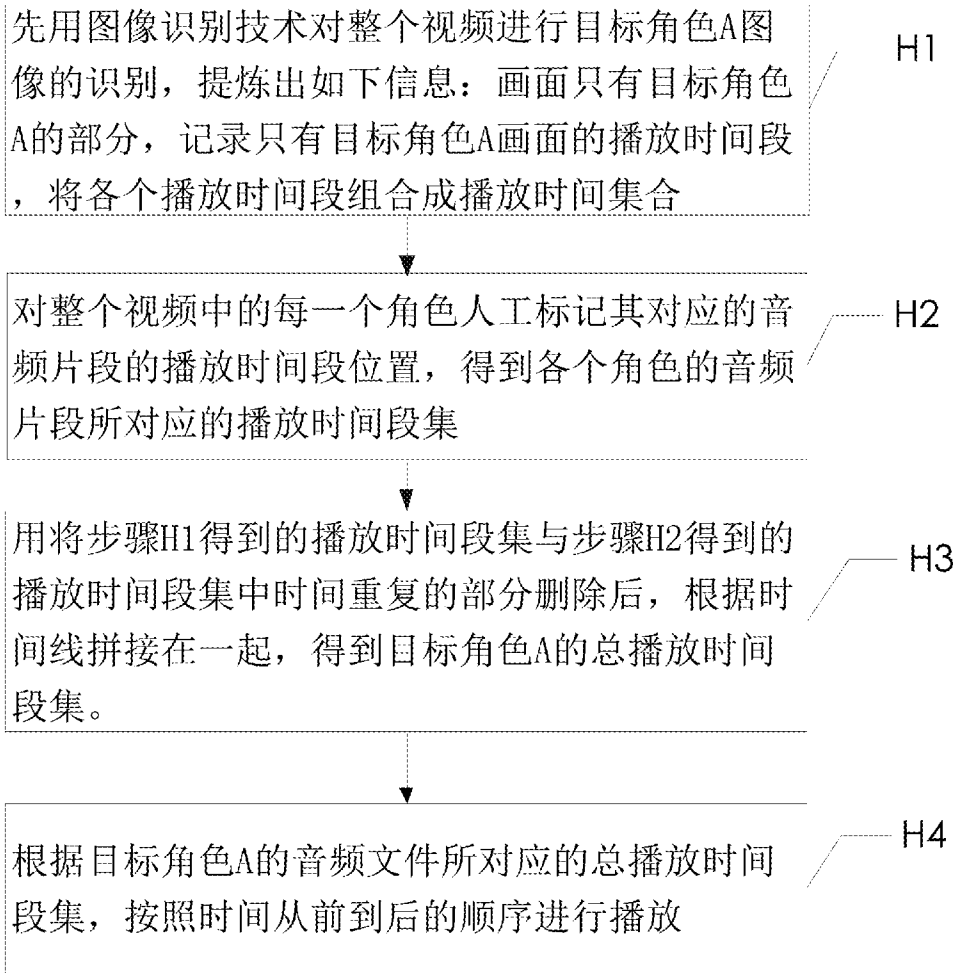 先用图像识别技术对整个视频进行目标角色A图
像的识别，提炼出如下信息：画面只有目标角色
A的部分，记录只有目标角色A画面的播放时间段
，将各个播放时间段组合成播放时间集合
H1
对整个视频中的每一个角色人工标记其对应的音
频片段的播放时间段位置，得到各个角色的音频
片段所对应的播放时间段集
H2
用将步骤H1得到的播放时间段集与步骤H2得到的
播放时间段集中时间重复的部分删除后，根据时
间线拼接在一起，得到目标角色A的总播放时间
段集。
H3
根据目标角色A的音频文件所对应的总播放时间
段集，按照时间从前到后的顺序进行播放
H4